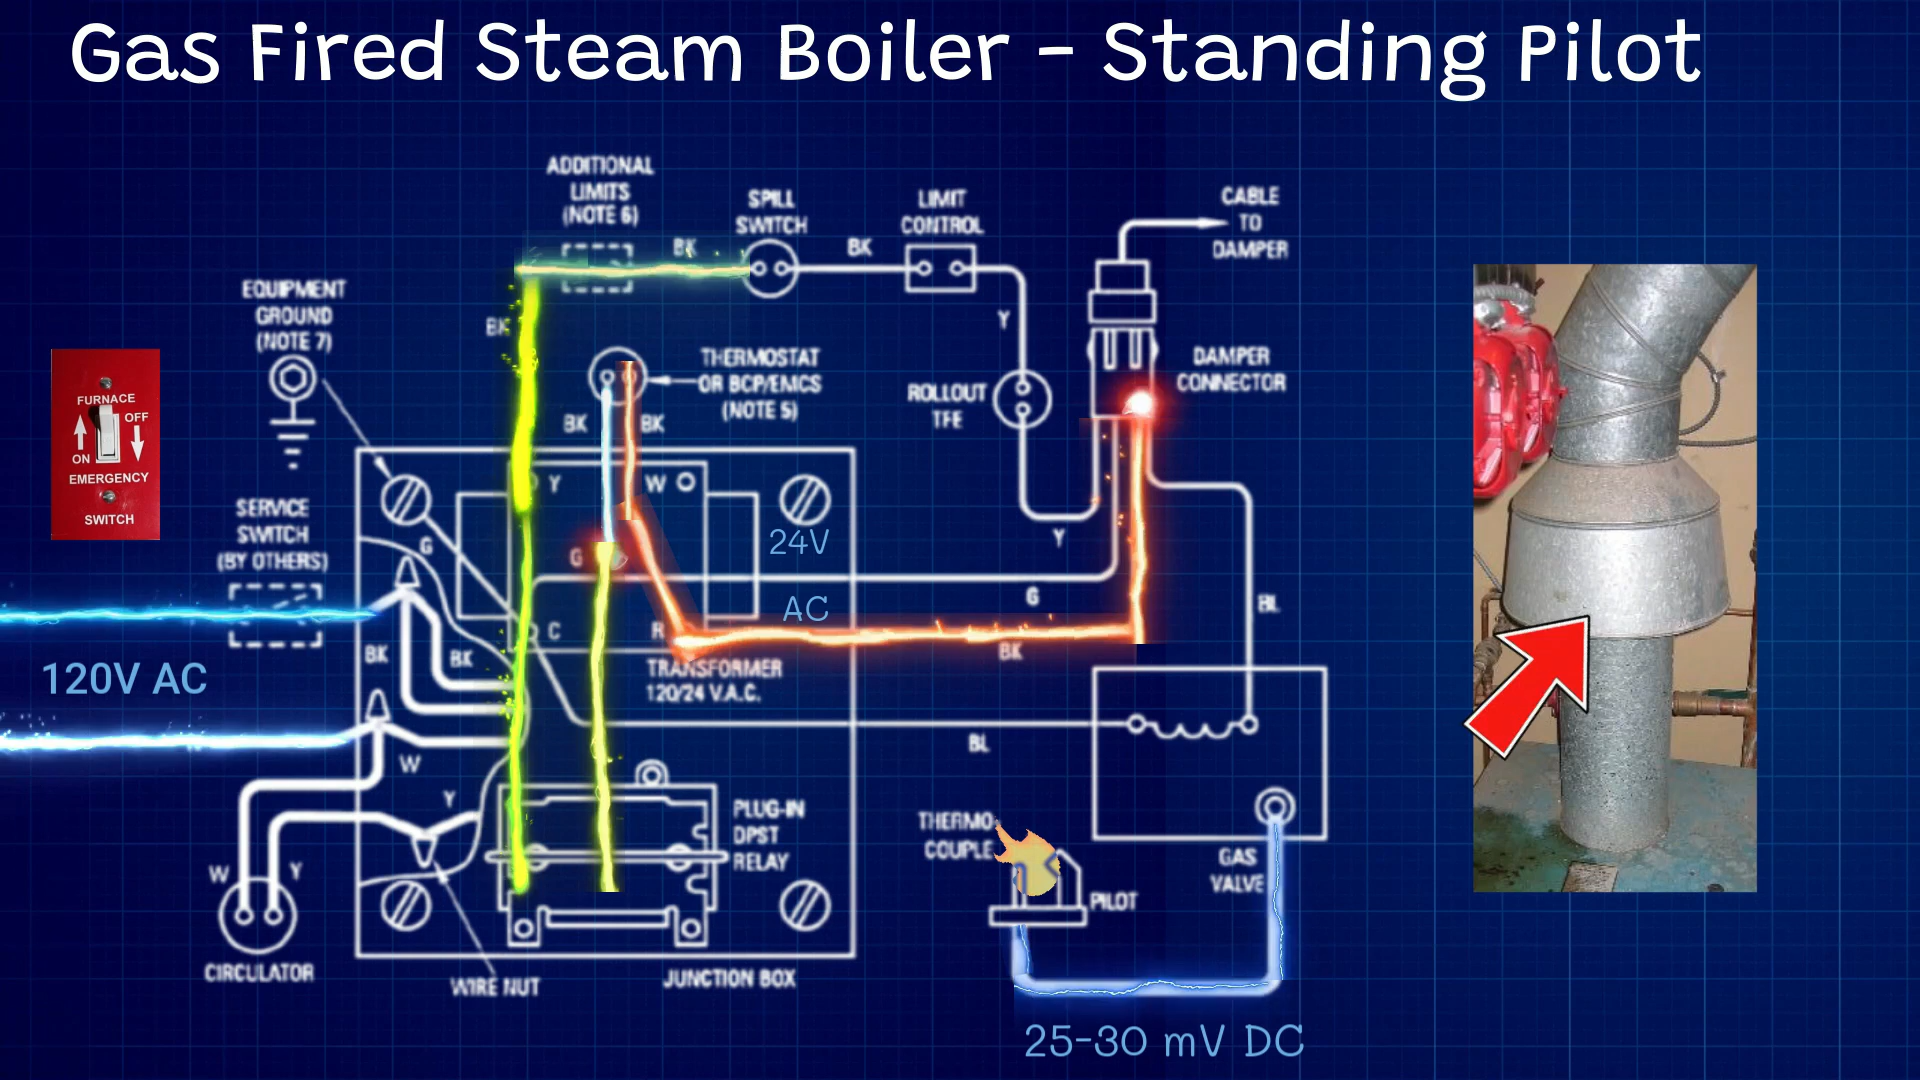 Gas Fired Steam Boiler - Standing Pilot
ADDITIONAL
LIMITS
(NOTE 6)
SPILL
SWITCH
LIMIT
CONTROL
CABLE
TO
DAMPER
BK
BK
EQUIPMENT
GROUND
(NOTE 7)
BK
Y
THERMOSTAT
OR BCP/EMCS
(NOTE 5)
DAMPER
CONNECTOR
ROLLOUT
TFE
BK
BK
FURNACE
OFF
ON
EMERGENCY
SWITCH
SERVICE
SWITCH
(BY OTHERS)
G
Y
W
24V
AC
G
Y
G
BL
C
R
BK
BK
BK
TRANSFORMER
120/24 V.A.C.
120V AC
W
BL
Y
PLUG-IN
DPST
RELAY
THERMO
COUPLE
GAS
VALVE
PILOT
W
Y
CIRCULATOR
WIRE NUT
JUNCTION BOX
25-30 mV DC